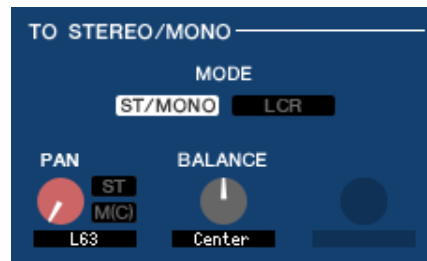 TO STEREO/MONO
MODE
ST/MONO LCR
PAN BALANCE
ST
M(C)
L63 Center